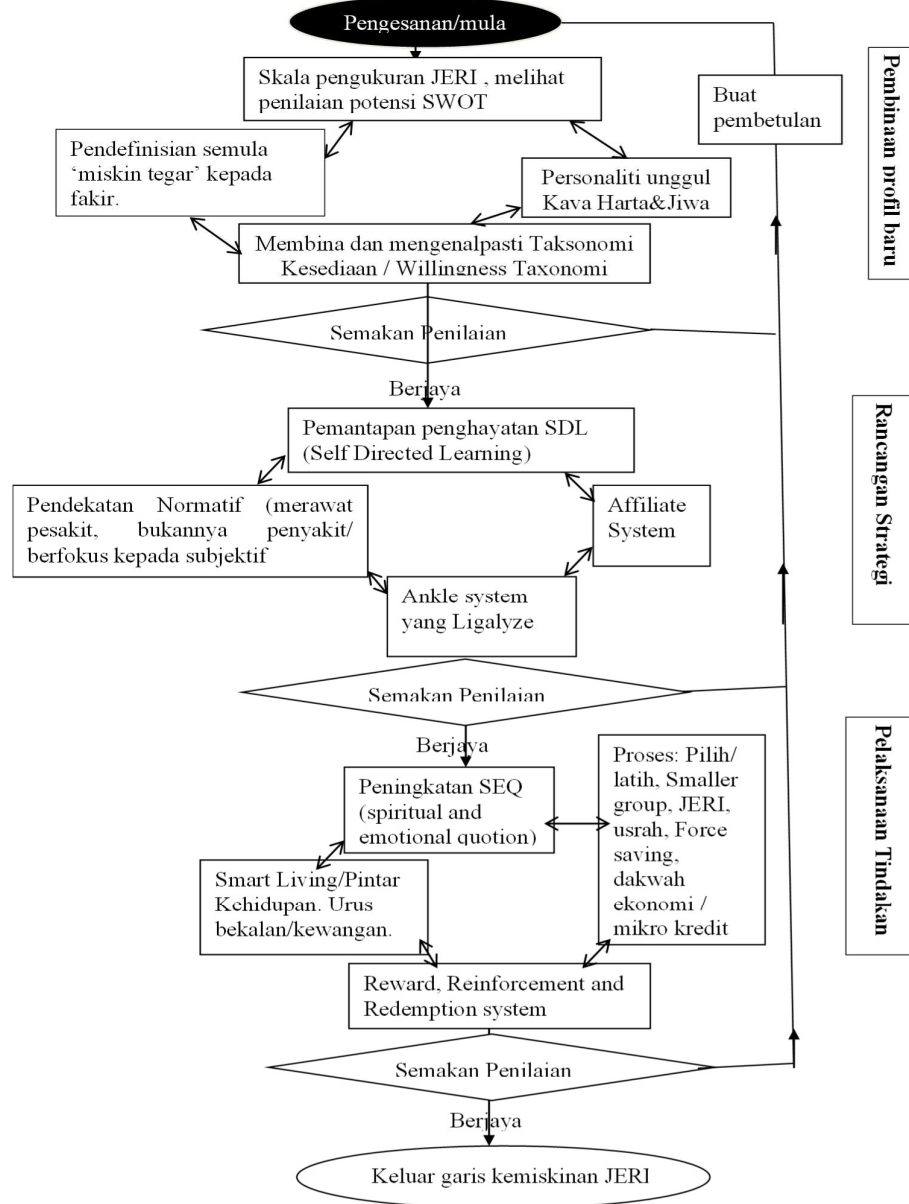 Pengesanan/mula
Skala pengukuran JERI , melihat
penilaian potensi SWOT
Buat
pembetulan
Pembinaan profil baru
Pendefinisian semula
‘miskin tegar’ kepada
fakir.
Personaliti unggul
Kaya Harta&Jiwa
Membina dan mengenalpasti Taksonomi
Kesediaan / Willingness Taxonomi
Semakan Penilaian
Berjaya
Pemantapan penghayatan SDL
(Self Directed Learning)
Rancangan Strategi
Pendekatan Normatif (merawat
pesakit, bukannya penyakit/
berfokus kepada subjektif
Affiliate
System
Ankle system
yang Ligalyze
Semakan Penilaian
Berjaya
Peningkatan SEQ
(spiritual and
emotional quotion)
Proses: Pilih/
latih, Smaller
group, JERI,
usrah, Force
saving,
dakwah
ekonomi /
mikro kredit
Pelaksanaan Tindakan
Smart Living/Pintar
Kehidupan. Urus
bekalan/kewangan.
Reward, Reinforcement and
Redemption system
Semakan Penilaian
Berjaya
Keluar garis kemiskinan JERI